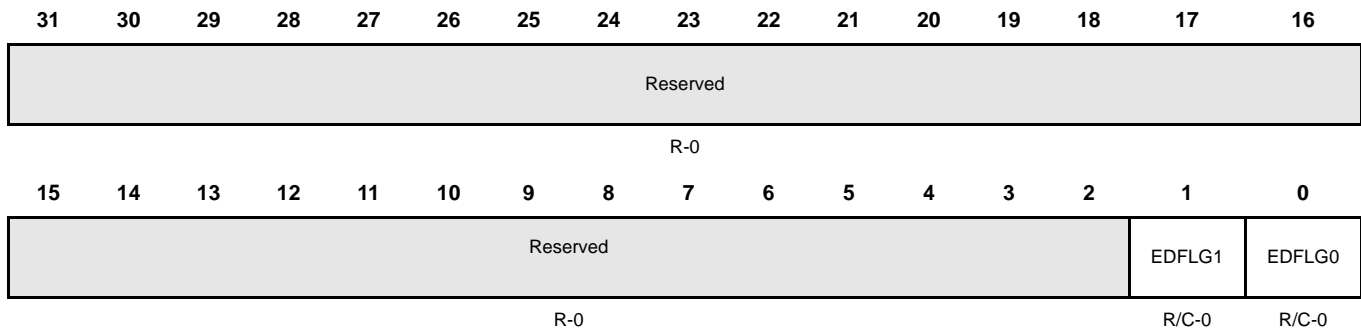 31 30 29 28 27 26 25 24 23 22 21 20 19 18 17 16
Reserved
R-0
15 14 13 12 11 10 9 8 7 6 5 4 3 2 1 0
Reserved EDFLG1 EDFLG0
R-0 R/C-0 R/C-0